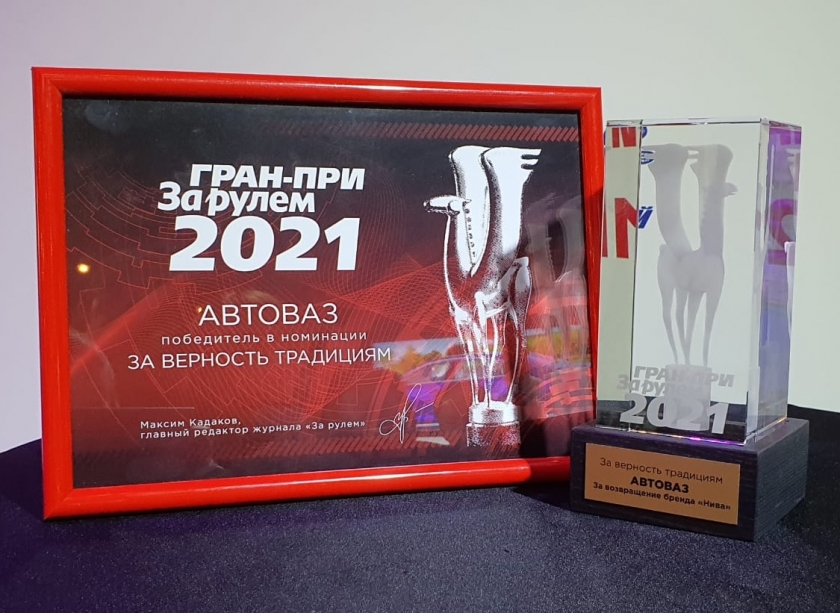 ГРАН-ПРИ
За рулем
2021
АВТОВАЗ
победитель в номинации
ЗА ВЕРНОСТЬ ТРАДИЦИЯМ
Максим Кадаков,
главный редактор журнала «За рулем»
ГРАН-ПРИ
За рулем
2021
За верность традициям
АВТОВАЗ
За возвращение бренда «Нива»